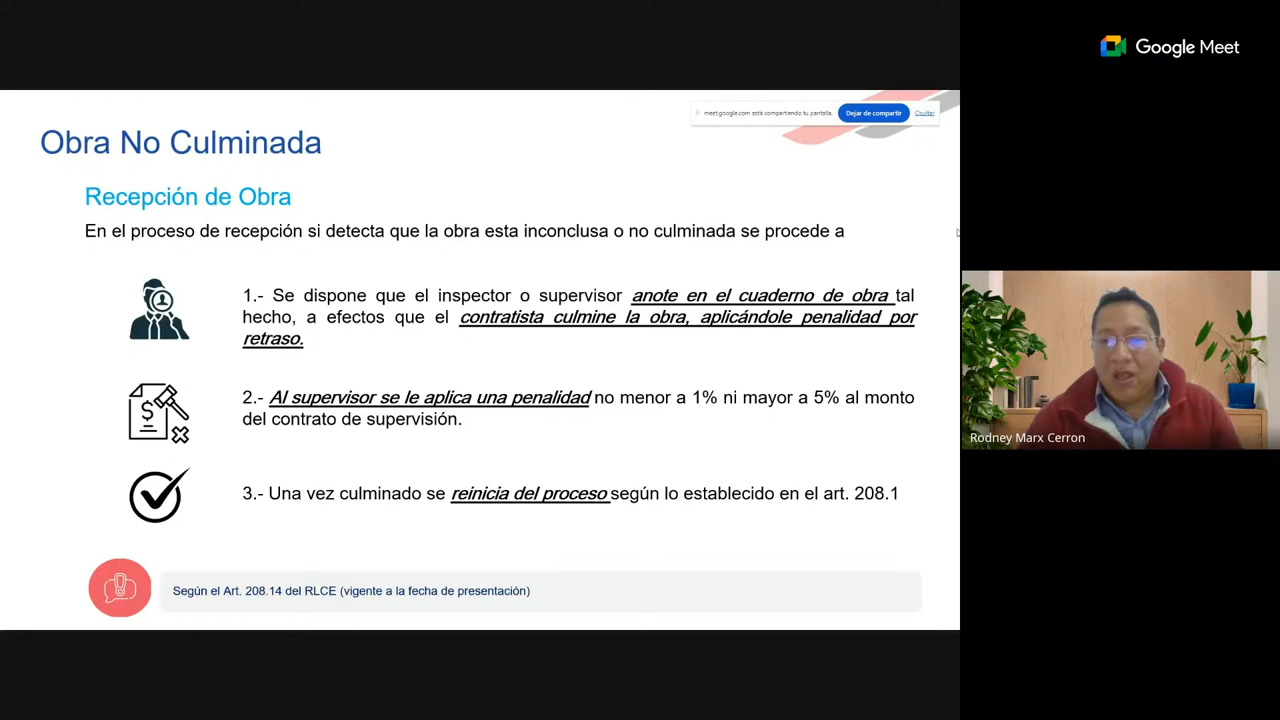 Google Meet
meet.google.com está compartiendo tu pantalla.
Dejar de compartir
Ocultar
Obra No Culminada
Recepción de Obra
En el proceso de recepción si detecta que la obra esta inconclusa o no culminada se procede a
1.- Se dispone que el inspector o supervisor anote en el cuaderno de obra tal
hecho, a efectos que el contratista culmine la obra, aplicándole penalidad por
retraso.
2.- Al supervisor se le aplica una penalidad no menor a 1% ni mayor a 5% al monto
del contrato de supervisión.
3.- Una vez culminado se reinicia del proceso según lo establecido en el art. 208.1
Según el Art. 208.14 del RLCE (vigente a la fecha de presentación)
Rodney Marx Cerron